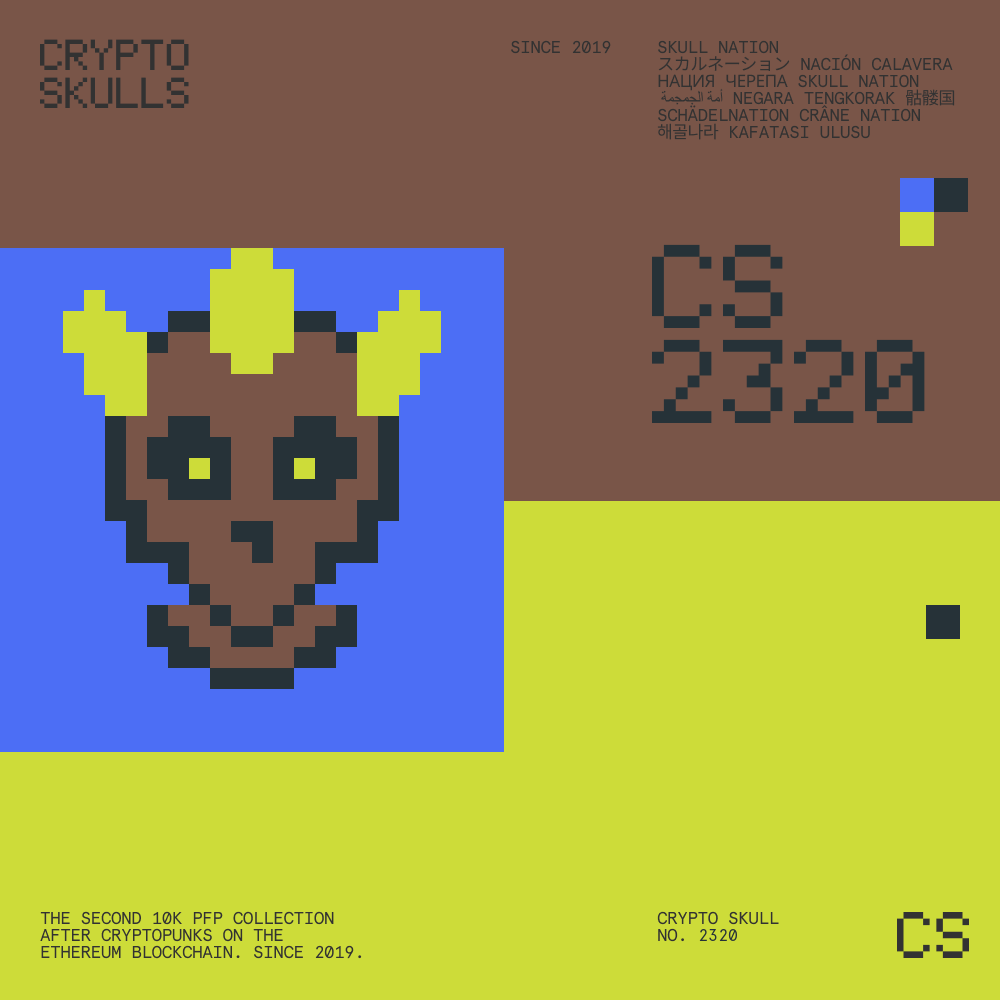 CRYPTO
SKULLS
SINCE 2019
SKULL NATION
スカルネーション NACIÓN CALAVERA
НАЦИЯ ЧЕРЕПА SKULL NATION
أمة الجمجمة NEGARA TENGKORAK 骷髅国
SCHÄDELNATION CRÂNE NATION
해골나라 KAFATASI ULUSU
CS
2320
THE SECOND 10K PFP COLLECTION
AFTER CRYPTOPUNKS ON THE
ETHEREUM BLOCKCHAIN. SINCE 2019.
CRYPTO SKULL
NO. 2320
CS